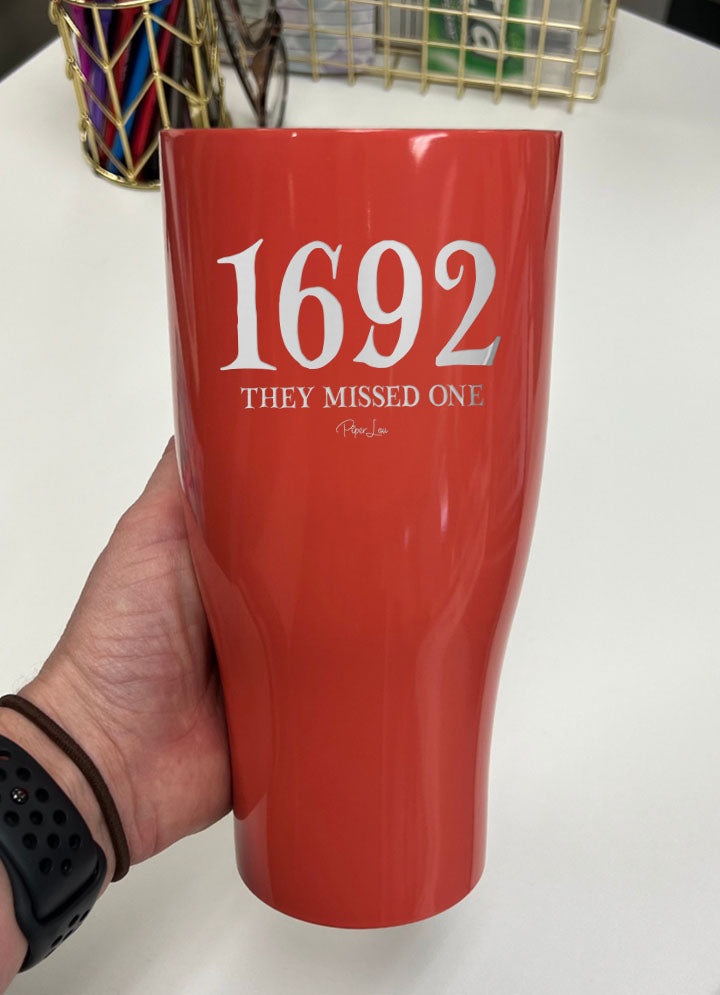 1692
THEY MISSED ONE
Piper Lou